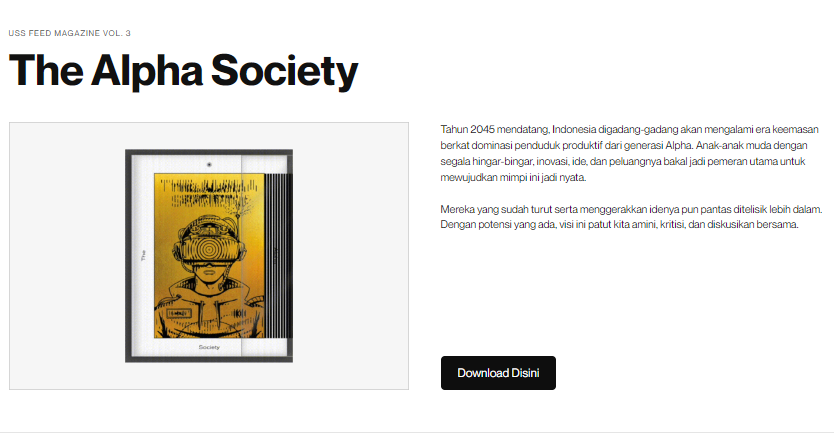 USS FEED MAGAZINE VOL. 3
The Alpha Society
The
Society
Tahun 2045 mendatang, Indonesia digadang-gadang akan mengalami era keemasan
berkat dominasi penduduk produktif dari generasi Alpha. Anak-anak muda dengan
segala hingar-bingar, inovasi, ide, dan peluangnya bakal jadi pemeran utama untuk
mewujudkan mimpi ini jadi nyata.
Mereka yang sudah turut serta menggerakkan idenya pun pantas ditelisik lebih dalam.
Dengan potensi yang ada, visi ini patut kita amini, kritisi, dan diskusikan bersama.
Download Disini